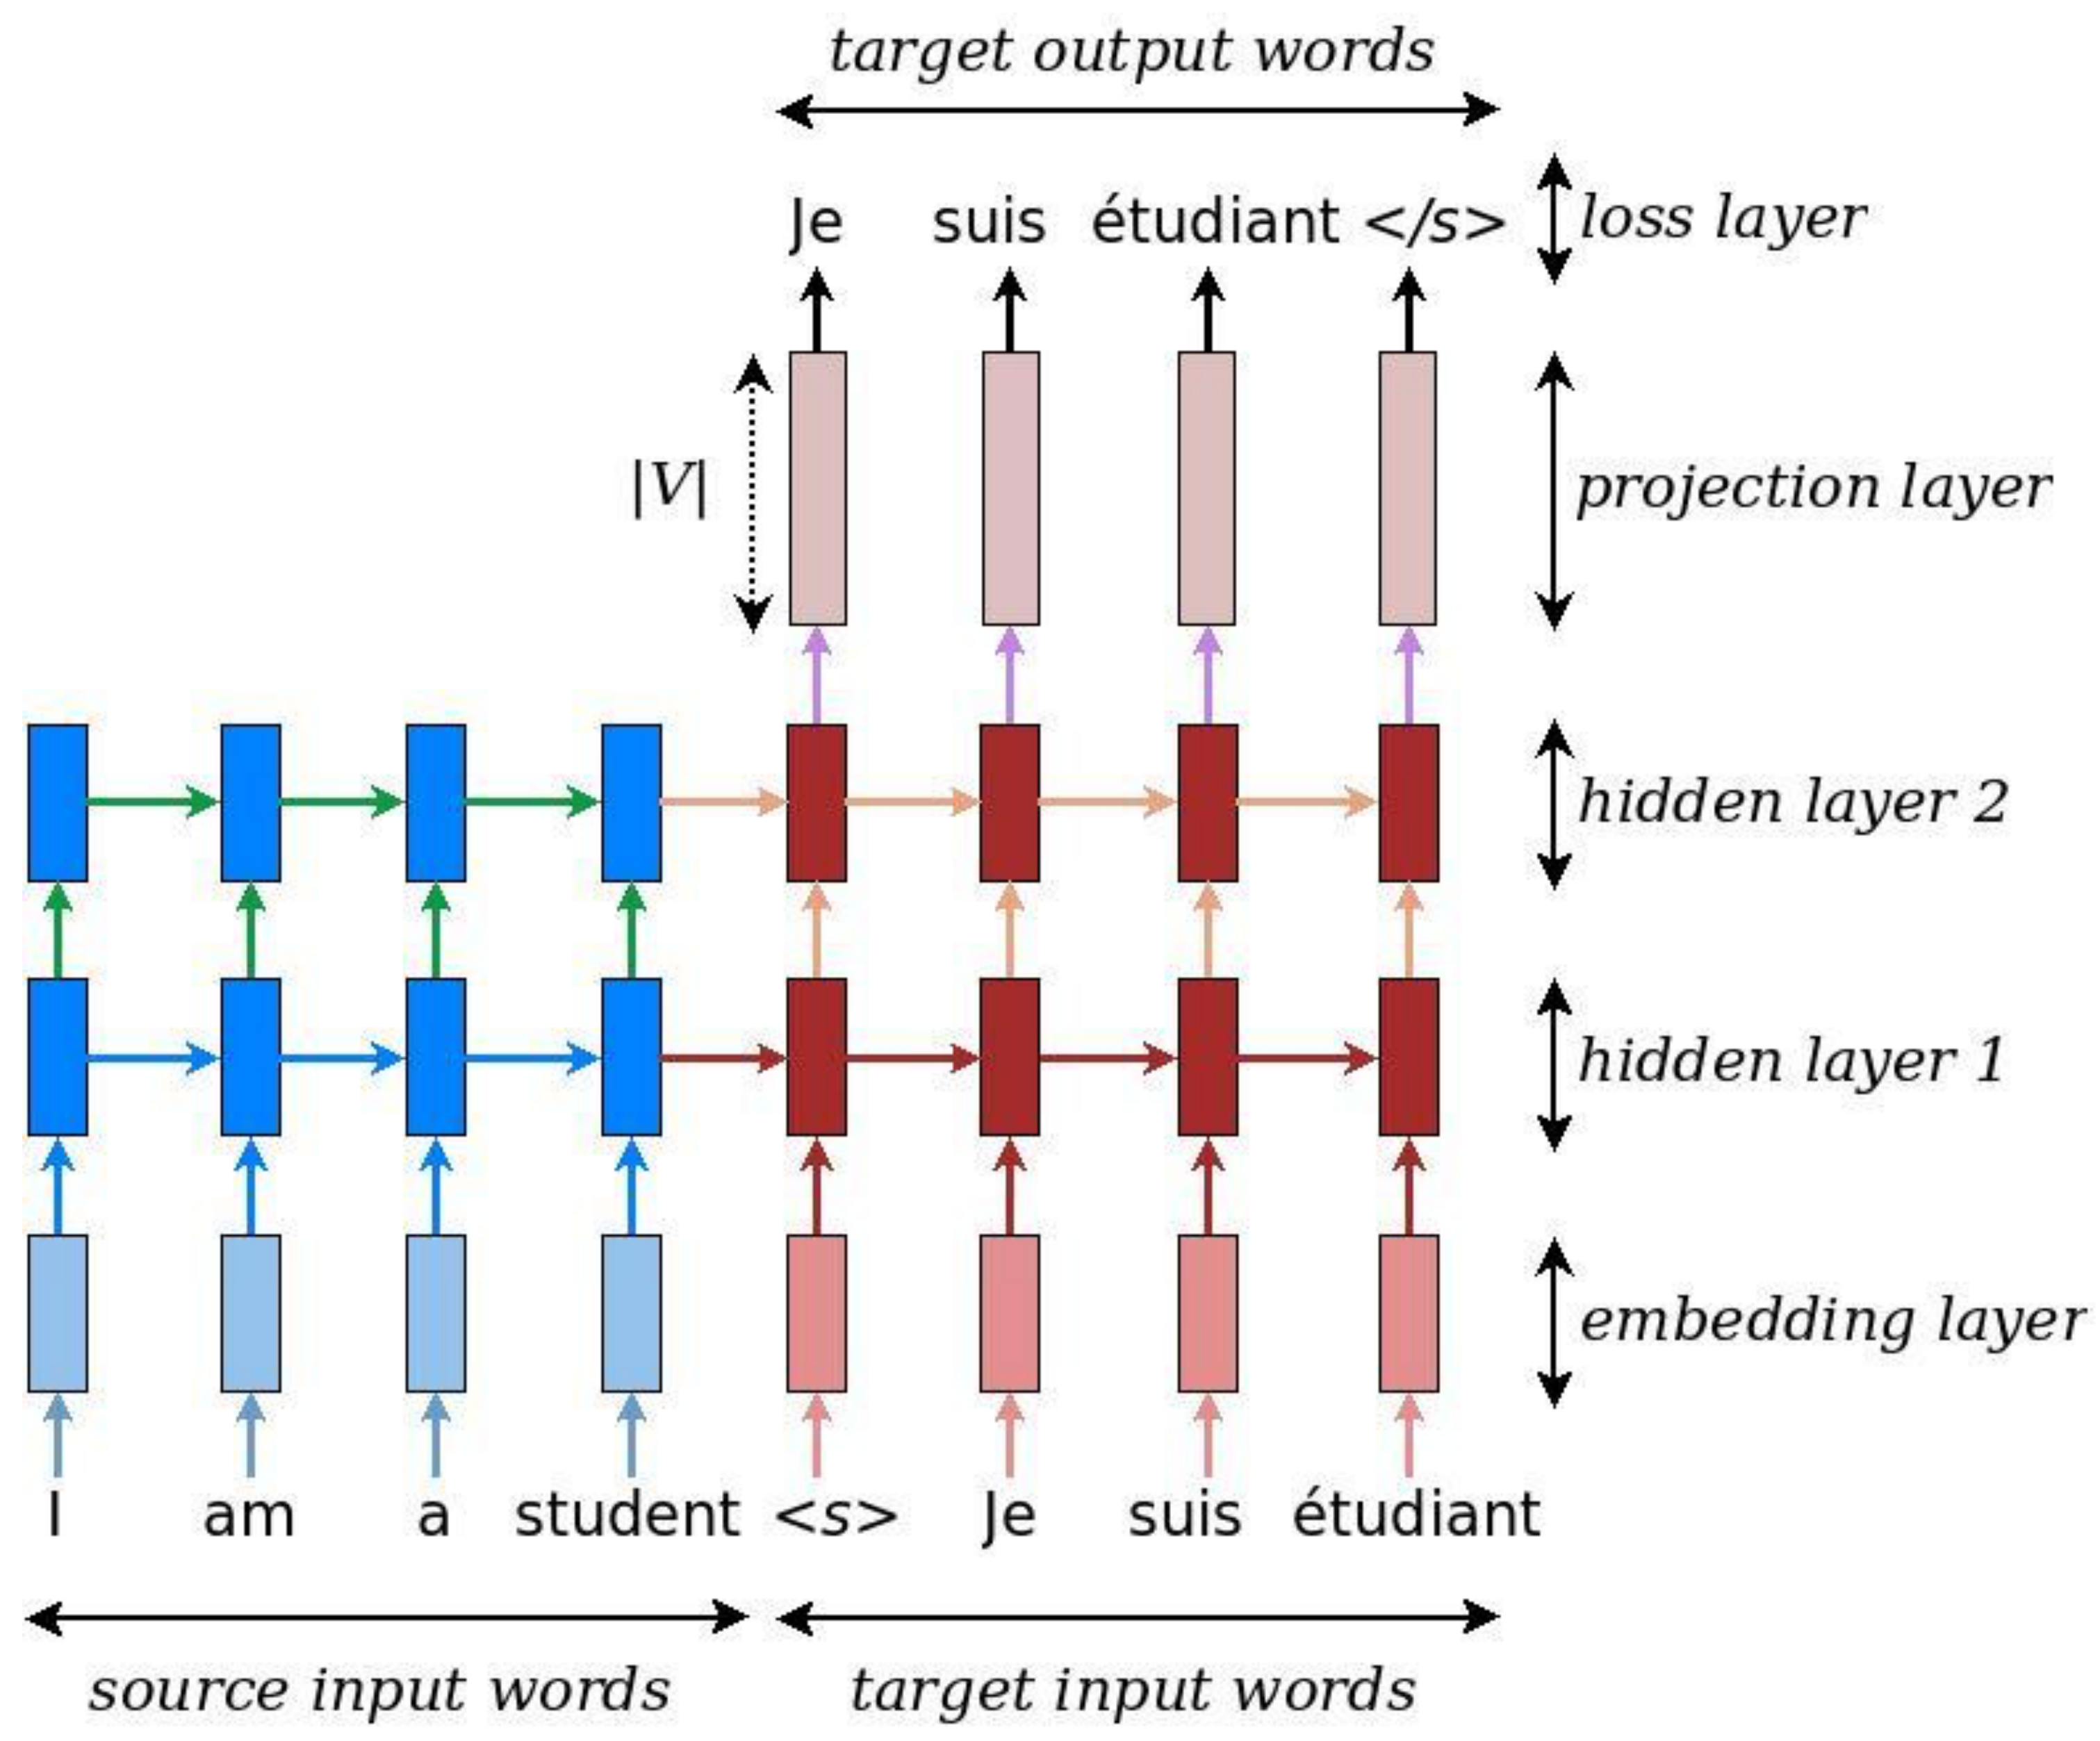 target output words
Je suis étudiant </s> loss layer
|V| projection layer
hidden layer 2
hidden layer 1
embedding layer
I am a student <s> Je suis étudiant
source input words target input words